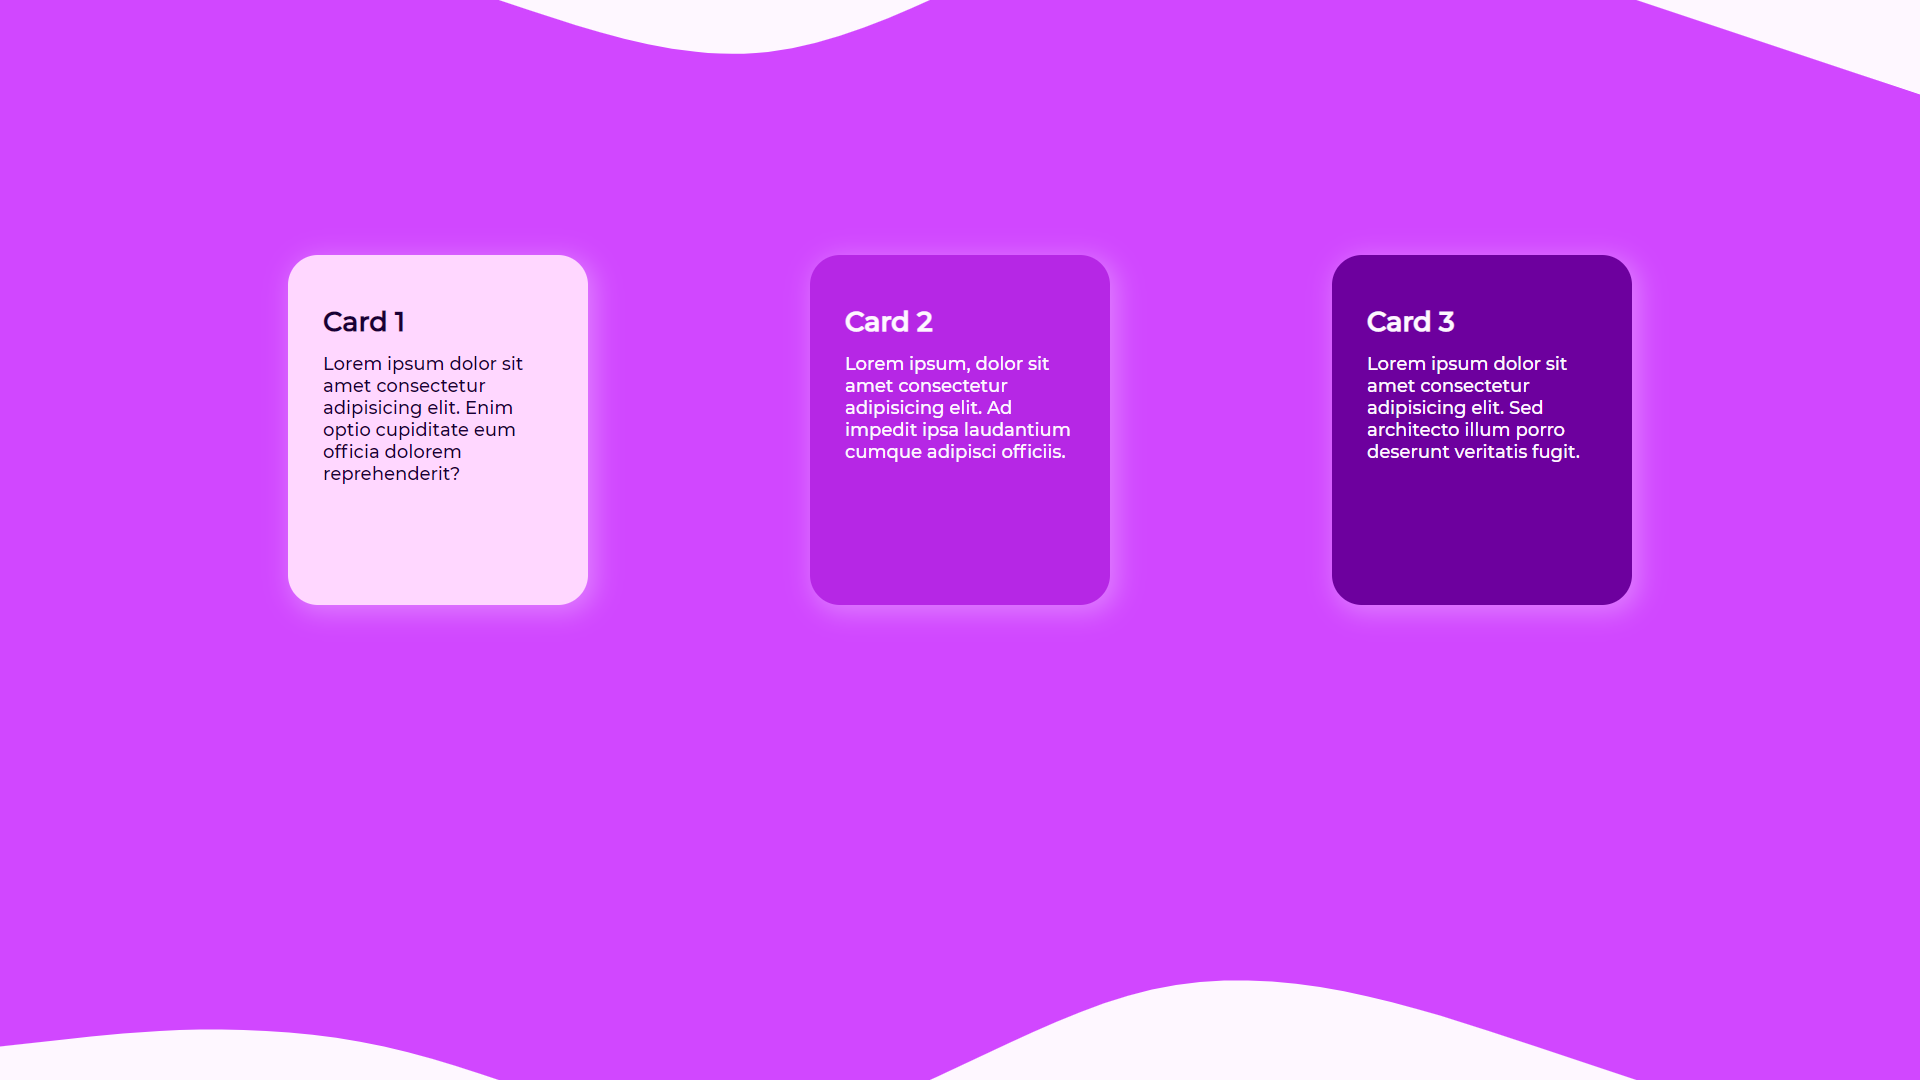 Card 1
Lorem ipsum dolor sit
amet consectetur
adipisicing elit. Enim
optio cupiditate eum
officia dolorem
reprehenderit?
Card 2
Lorem ipsum, dolor sit
amet consectetur
adipisicing elit. Ad
impedit ipsa laudantium
cumque adipisci officiis.
Card 3
Lorem ipsum dolor sit
amet consectetur
adipisicing elit. Sed
architecto illum porro
deserunt veritatis fugit.